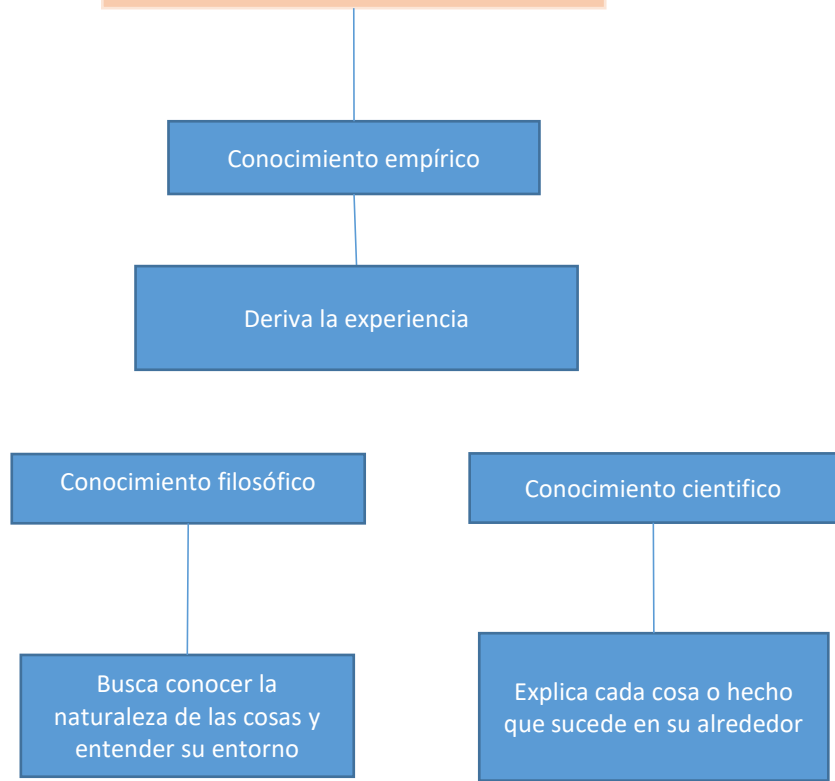 Conocimiento empírico
Deriva la experiencia
Conocimiento filosófico
Conocimiento cientifico
Busca conocer la
naturaleza de las cosas y
entender su entorno
Explica cada cosa o hecho
que sucede en su alrededor